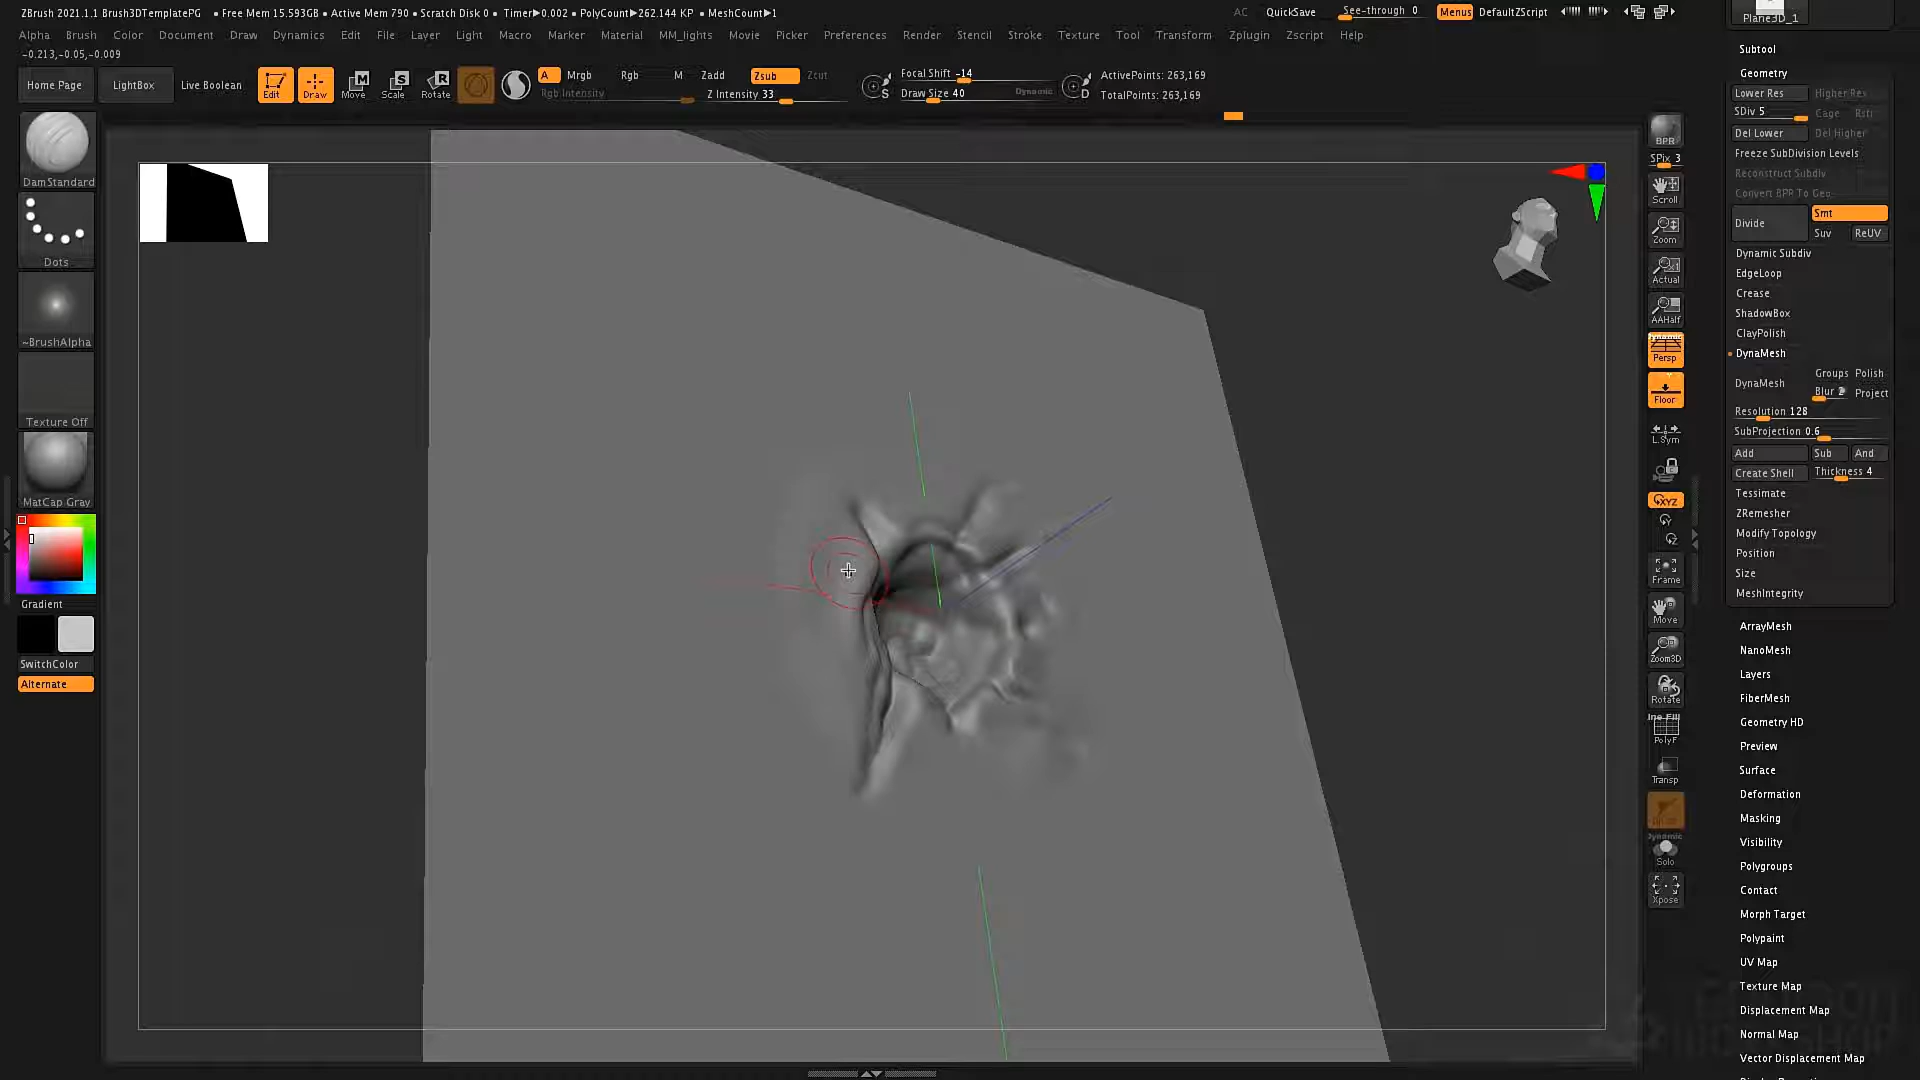 ZBrush 2021.1.1 Brush3DTemplatePG • Free Mem 15.593GB • Active Mem 790 • Scratch Disk 0 • Timer▶0.002 • PolyCount▶262.144 KP • MeshCount▶1 AC QuickSave See-through 0 Menus DefaultZScript
Alpha Brush Color Document Draw Dynamics Edit File Layer Light Macro Marker Material MM_lights Movie Picker Preferences Render Stencil Stroke Texture Tool Transform Zplugin Zscript Help
-0.213,-0.05,-0.009
Home Page LightBox Live Boolean Edit Draw Move Scale Rotate
A Mrgb Rgb M Zadd Zsub Zcut
Rgb Intensity Z Intensity 33
Focal Shift -14
Draw Size 40 Dynamic
ActivePoints: 263,169
TotalPoints: 263,169
DamStandard
Dots
~BrushAlpha
Texture Off
MatCap Gray
Gradient
SwitchColor
Alternate
BPR
SPix 3
Scroll
Zoom
Actual
AAHalf
Dynamic
Persp
Floor
L.Sym
XYZ
Y
Z
Frame
Move
Zoom3D
Rotate
Line Fill
PolyF
Transp
Dynamic
Solo
Xpose
Plane3D_1
Subtool
Geometry
Lower Res Higher Res
SDiv 5 Cage Rstr
Del Lower Del Higher
Freeze SubDivision Levels
Reconstruct Subdiv
Convert BPR To Geo
Divide Smt
Suv ReUV
Dynamic Subdiv
EdgeLoop
Crease
ShadowBox
ClayPolish
DynaMesh
Groups Polish
DynaMesh
Blur 2 Project
Resolution 128
SubProjection 0.6
Add Sub And
Create Shell Thickness 4
Tessimate
ZRemesher
Modify Topology
Position
Size
MeshIntegrity
ArrayMesh
NanoMesh
Layers
FiberMesh
Geometry HD
Preview
Surface
Deformation
Masking
Visibility
Polygroups
Contact
Morph Target
Polypaint
UV Map
Texture Map
Displacement Map
Normal Map
Vector Displacement Map